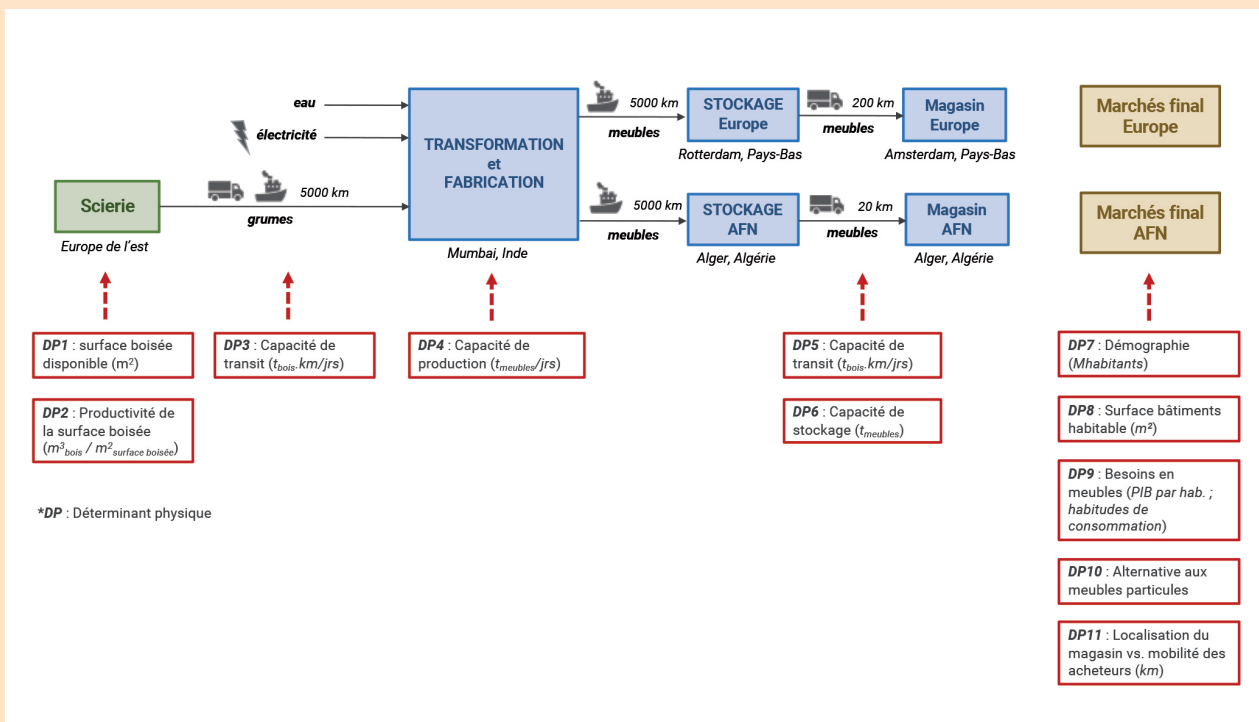 eau
électricité
Scierie
Europe de l'est
5000 km
grumes
TRANSFORMATION
et
FABRICATION
Mumbai, Inde
5000 km
meubles
STOCKAGE
Europe
Rotterdam, Pays-Bas
200 km
meubles
Magasin
Europe
Amsterdam, Pays-Bas
Marchés final
Europe
5000 km
meubles
STOCKAGE
AFN
Alger, Algérie
20 km
meubles
Magasin
AFN
Alger, Algérie
Marchés final
AFN
DP1 : surface boisée
disponible (m²)
DP2 : Productivité de
la surface boisée
(m³bois / m²surface boisée)
*DP : Déterminant physique
DP3 : Capacité de
transit (tbois.km/jrs)
DP4 : Capacité de
production (tmeubles/jrs)
DP5 : Capacité de
transit (tbois.km/jrs)
DP6 : Capacité de
stockage (tmeubles)
DP7 : Démographie
(Mhabitants)
DP8 : Surface bâtiments
habitable (m²)
DP9 : Besoins en
meubles (PIB par hab. ;
habitudes de
consommation)
DP10 : Alternative aux
meubles particules
DP11 : Localisation du
magasin vs. mobilité des
acheteurs (km)